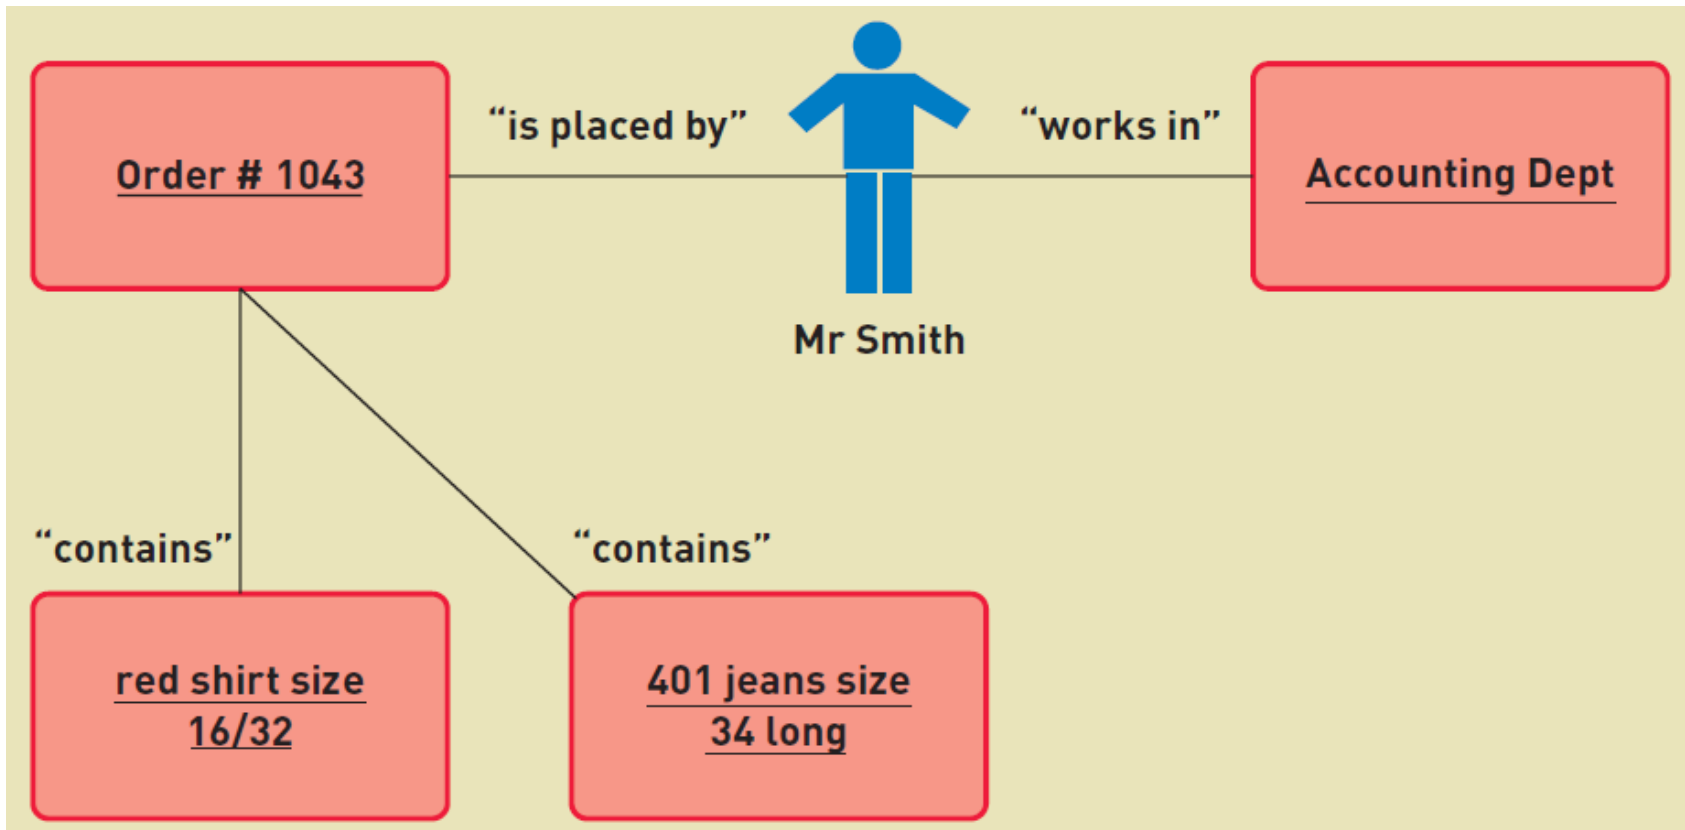 “is placed by”
“works in”
Order # 1043
Accounting Dept
Mr Smith
“contains”
“contains”
red shirt size
16/32
401 jeans size
34 long